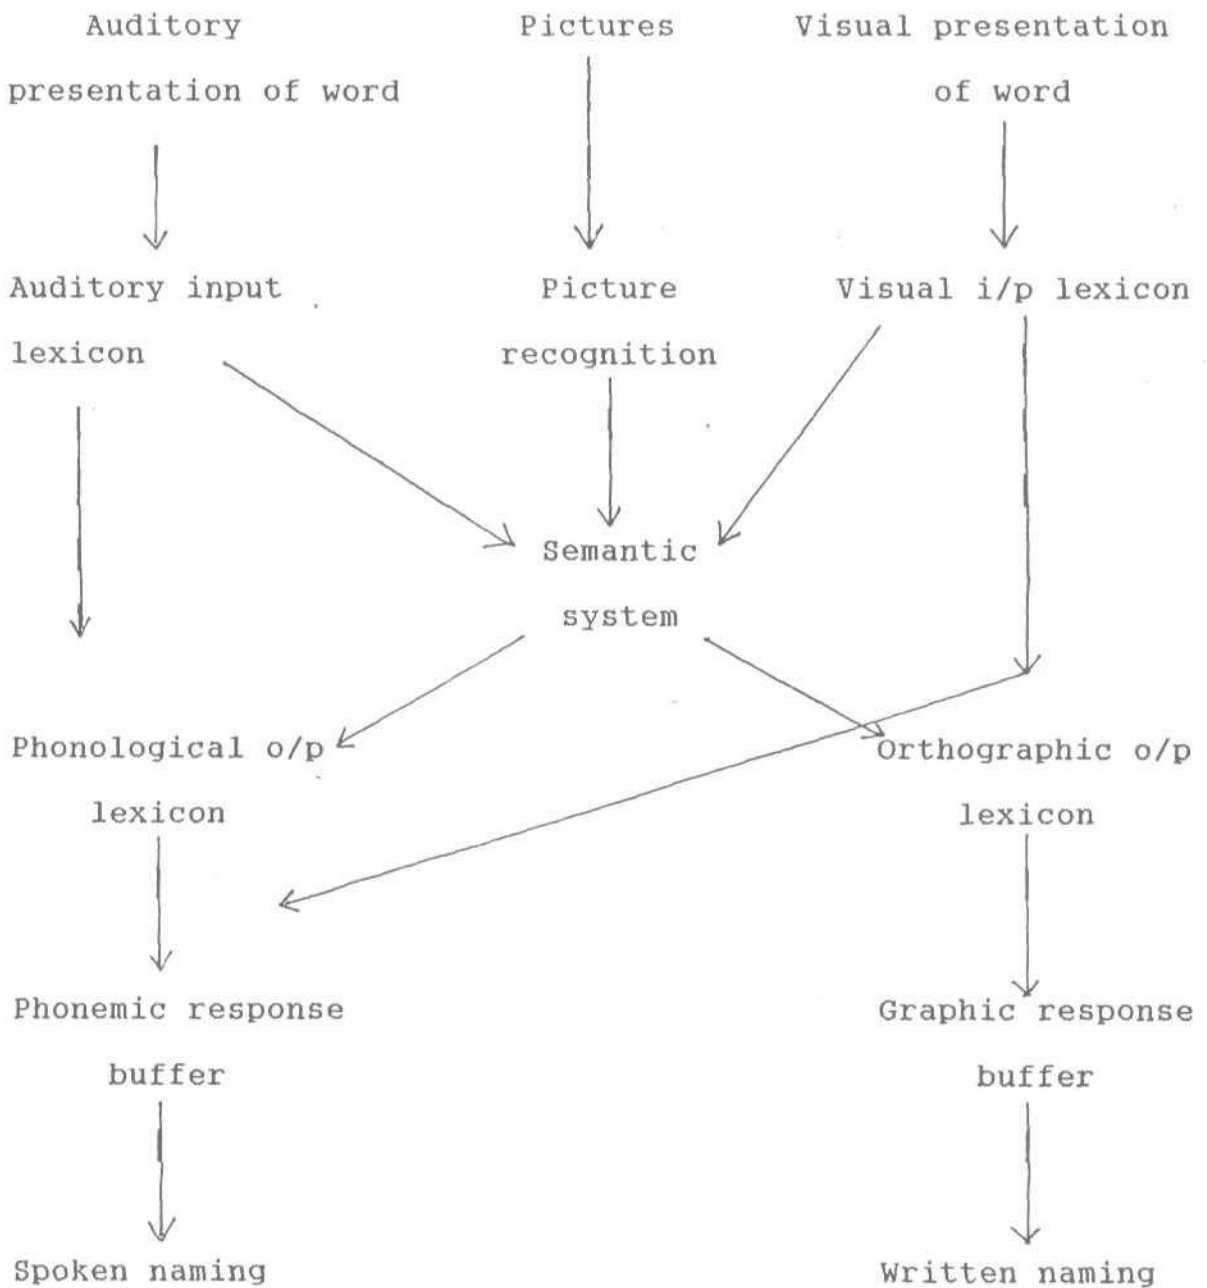 Auditory
presentation of word
Pictures
Visual presentation
of word
Auditory input
lexicon
Picture
recognition
Visual i/p lexicon
Semantic
system
Phonological o/p
lexicon
Orthographic o/p
lexicon
Phonemic response
buffer
Graphic response
buffer
Spoken naming
Written naming